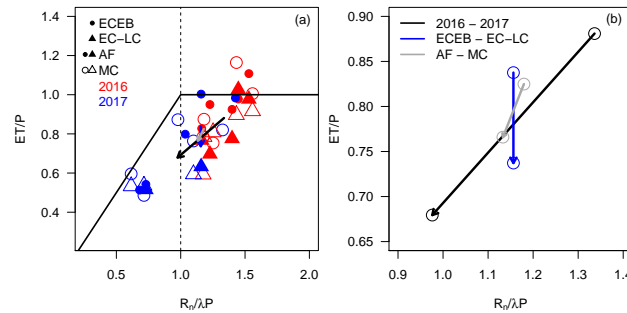 (a)
ECEB
EC−LC
AF
MC
2016
2017
ET/P
1.4
1.2
1.0
0.8
0.6
0.4
0.5
1.0
1.5
2.0
Rn/λP
(b)
2016 − 2017
ECEB − EC−LC
AF − MC
ET/P
0.90
0.85
0.80
0.75
0.70
0.65
0.9
1.0
1.1
1.2
1.3
1.4
Rn/λP